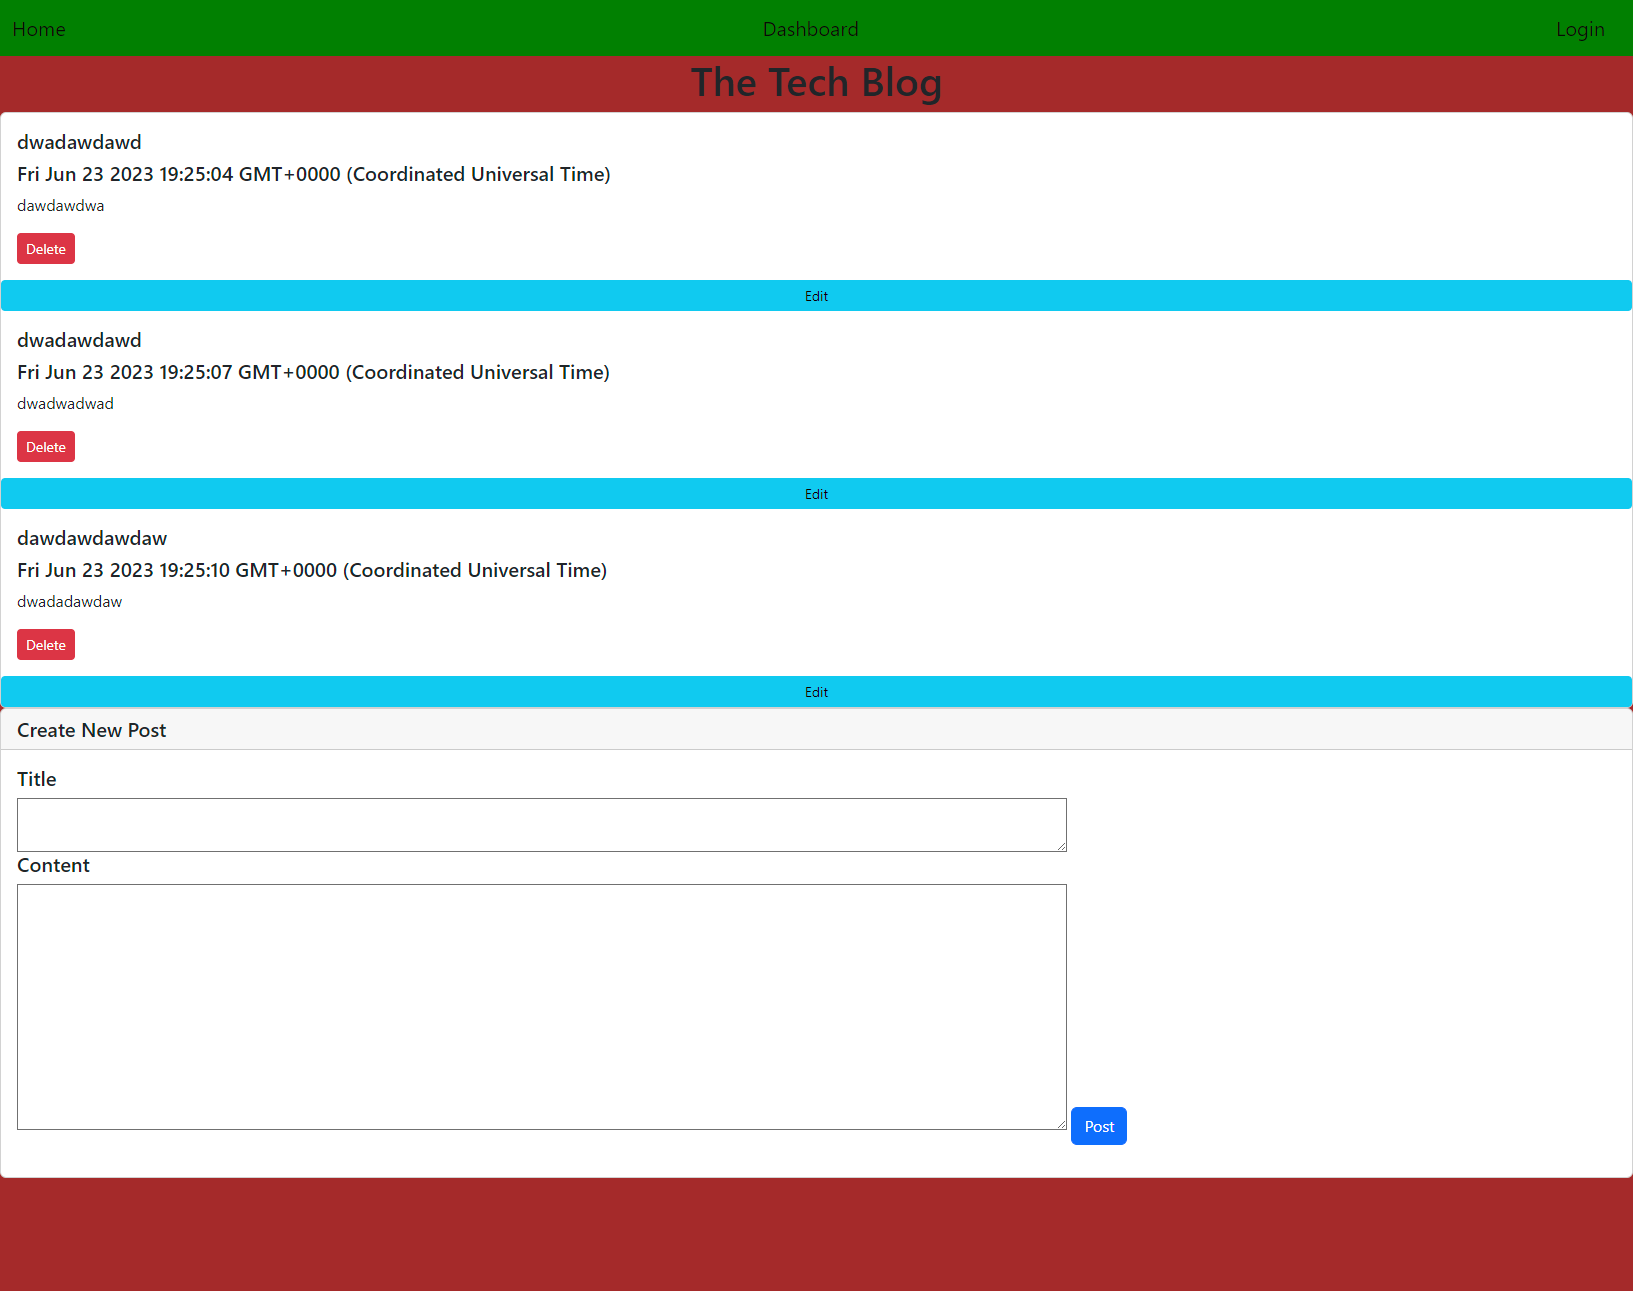 Home Dashboard Login
The Tech Blog
dwadawdawd
Fri Jun 23 2023 19:25:04 GMT+0000 (Coordinated Universal Time)
dawdawdwa
Delete
Edit
dwadawdawd
Fri Jun 23 2023 19:25:07 GMT+0000 (Coordinated Universal Time)
dwadwadwad
Delete
Edit
dawdawdawdaw
Fri Jun 23 2023 19:25:10 GMT+0000 (Coordinated Universal Time)
dwadadawdaw
Delete
Edit
Create New Post
Title
Content
Post